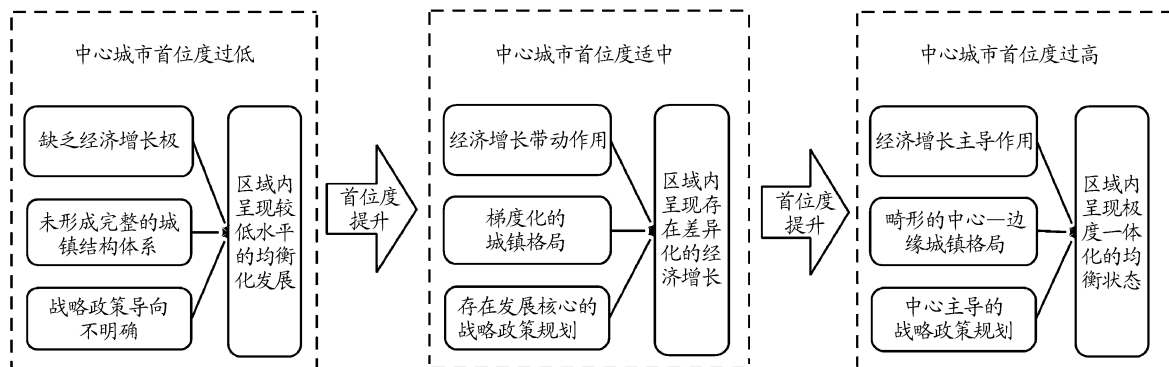 中心城市首位度过低
缺乏经济增长极
未形成完整的城
镇结构体系
战略政策导向
不明确
区域内
呈现较
低水平
的均衡
化发展
首位度
提升
中心城市首位度适中
经济增长带动作用
梯度化的
城镇格局
存在发展核心的
战略政策规划
区域内
呈现存
在差异
化的经
济增长
首位度
提升
中心城市首位度过高
经济增长主导作用
畸形的中心—边
缘城镇格局
中心主导的
战略政策规划
区域内
呈现极
度一体
化的均
衡状态